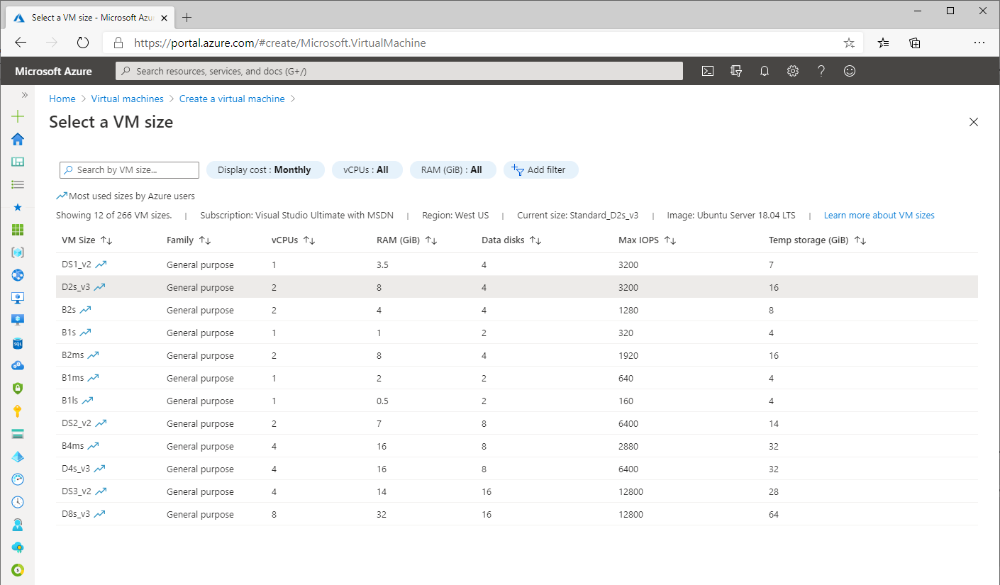 Select a VM size - Microsoft Azu
https://portal.azure.com/#create/Microsoft.VirtualMachine
Microsoft Azure
Search resources, services, and docs (G+/)
Home > Virtual machines > Create a virtual machine >
Select a VM size
Search by VM size...
Display cost : Monthly
vCPUs : All
RAM (GiB) : All
Add filter
Most used sizes by Azure users
Showing 12 of 266 VM sizes. | Subscription: Visual Studio Ultimate with MSDN | Region: West US | Current size: Standard_D2s_v3 | Image: Ubuntu Server 18.04 LTS | Learn more about VM sizes
VM Size Family vCPUs RAM (GiB) Data disks Max IOPS Temp storage (GiB)
DS1_v2 General purpose 1 3.5 4 3200 7
D2s_v3 General purpose 2 8 4 3200 16
B2s General purpose 2 4 4 1280 8
B1s General purpose 1 1 2 320 4
B2ms General purpose 2 8 4 1920 16
B1ms General purpose 1 2 2 640 4
B1ls General purpose 1 0.5 2 160 4
DS2_v2 General purpose 2 7 8 6400 14
B4ms General purpose 4 16 8 2880 32
D4s_v3 General purpose 4 16 8 6400 32
DS3_v2 General purpose 4 14 16 12800 28
D8s_v3 General purpose 8 32 16 12800 64
SQL